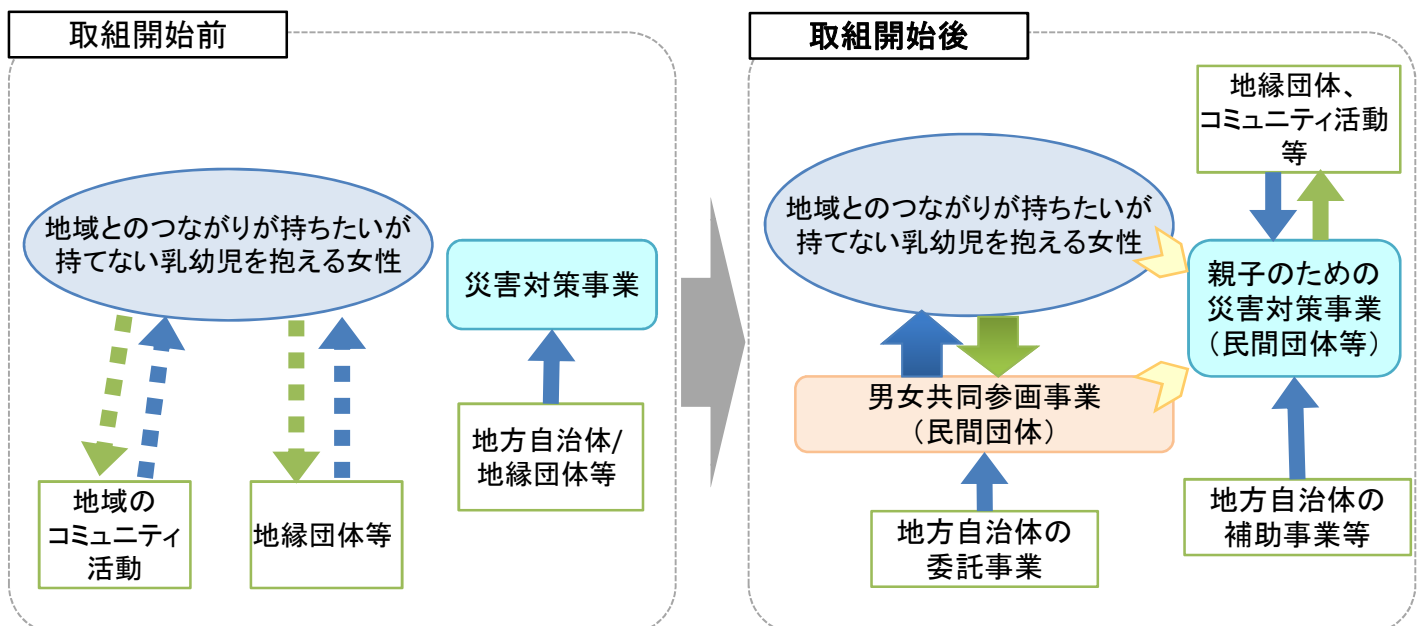 取組開始前
地域とのつながりが持ちたいが
持てない乳幼児を抱える女性
災害対策事業
地域の
コミュニティ
活動
地縁団体等
地方自治体/
地縁団体等
取組開始後
地縁団体、
コミュニティ活動
等
地域とのつながりが持ちたいが
持てない乳幼児を抱える女性
親子のための
災害対策事業
（民間団体等）
男女共同参画事業
（民間団体）
地方自治体の
委託事業
地方自治体の
補助事業等